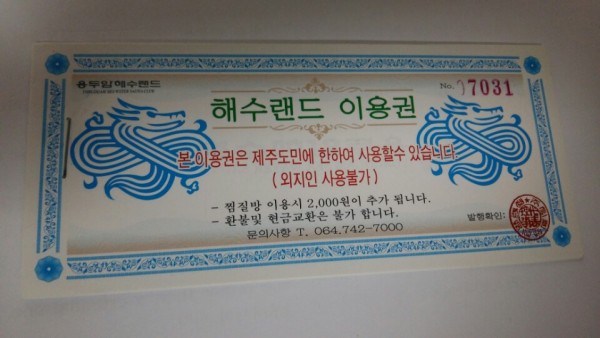 용두암해수랜드
No. 07031
해수랜드 이용권
본 이용권은 제주도민에 한하여 사용할수 있습니다.
( 외지인 사용불가 )
- 찜질방 이용시 2,000원이 추가 됩니다.
- 환불및 현금교환은 불가 합니다.
문의사항 T. 064.742-7000
발행확인: